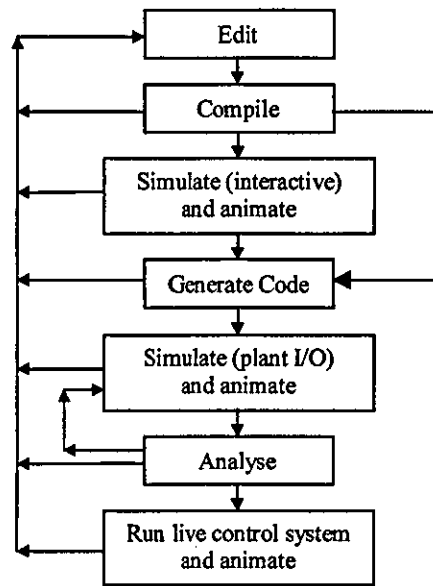 Edit
Compile
Simulate (interactive)
and animate
Generate Code
Simulate (plant I/O)
and animate
Analyse
Run live control system
and animate